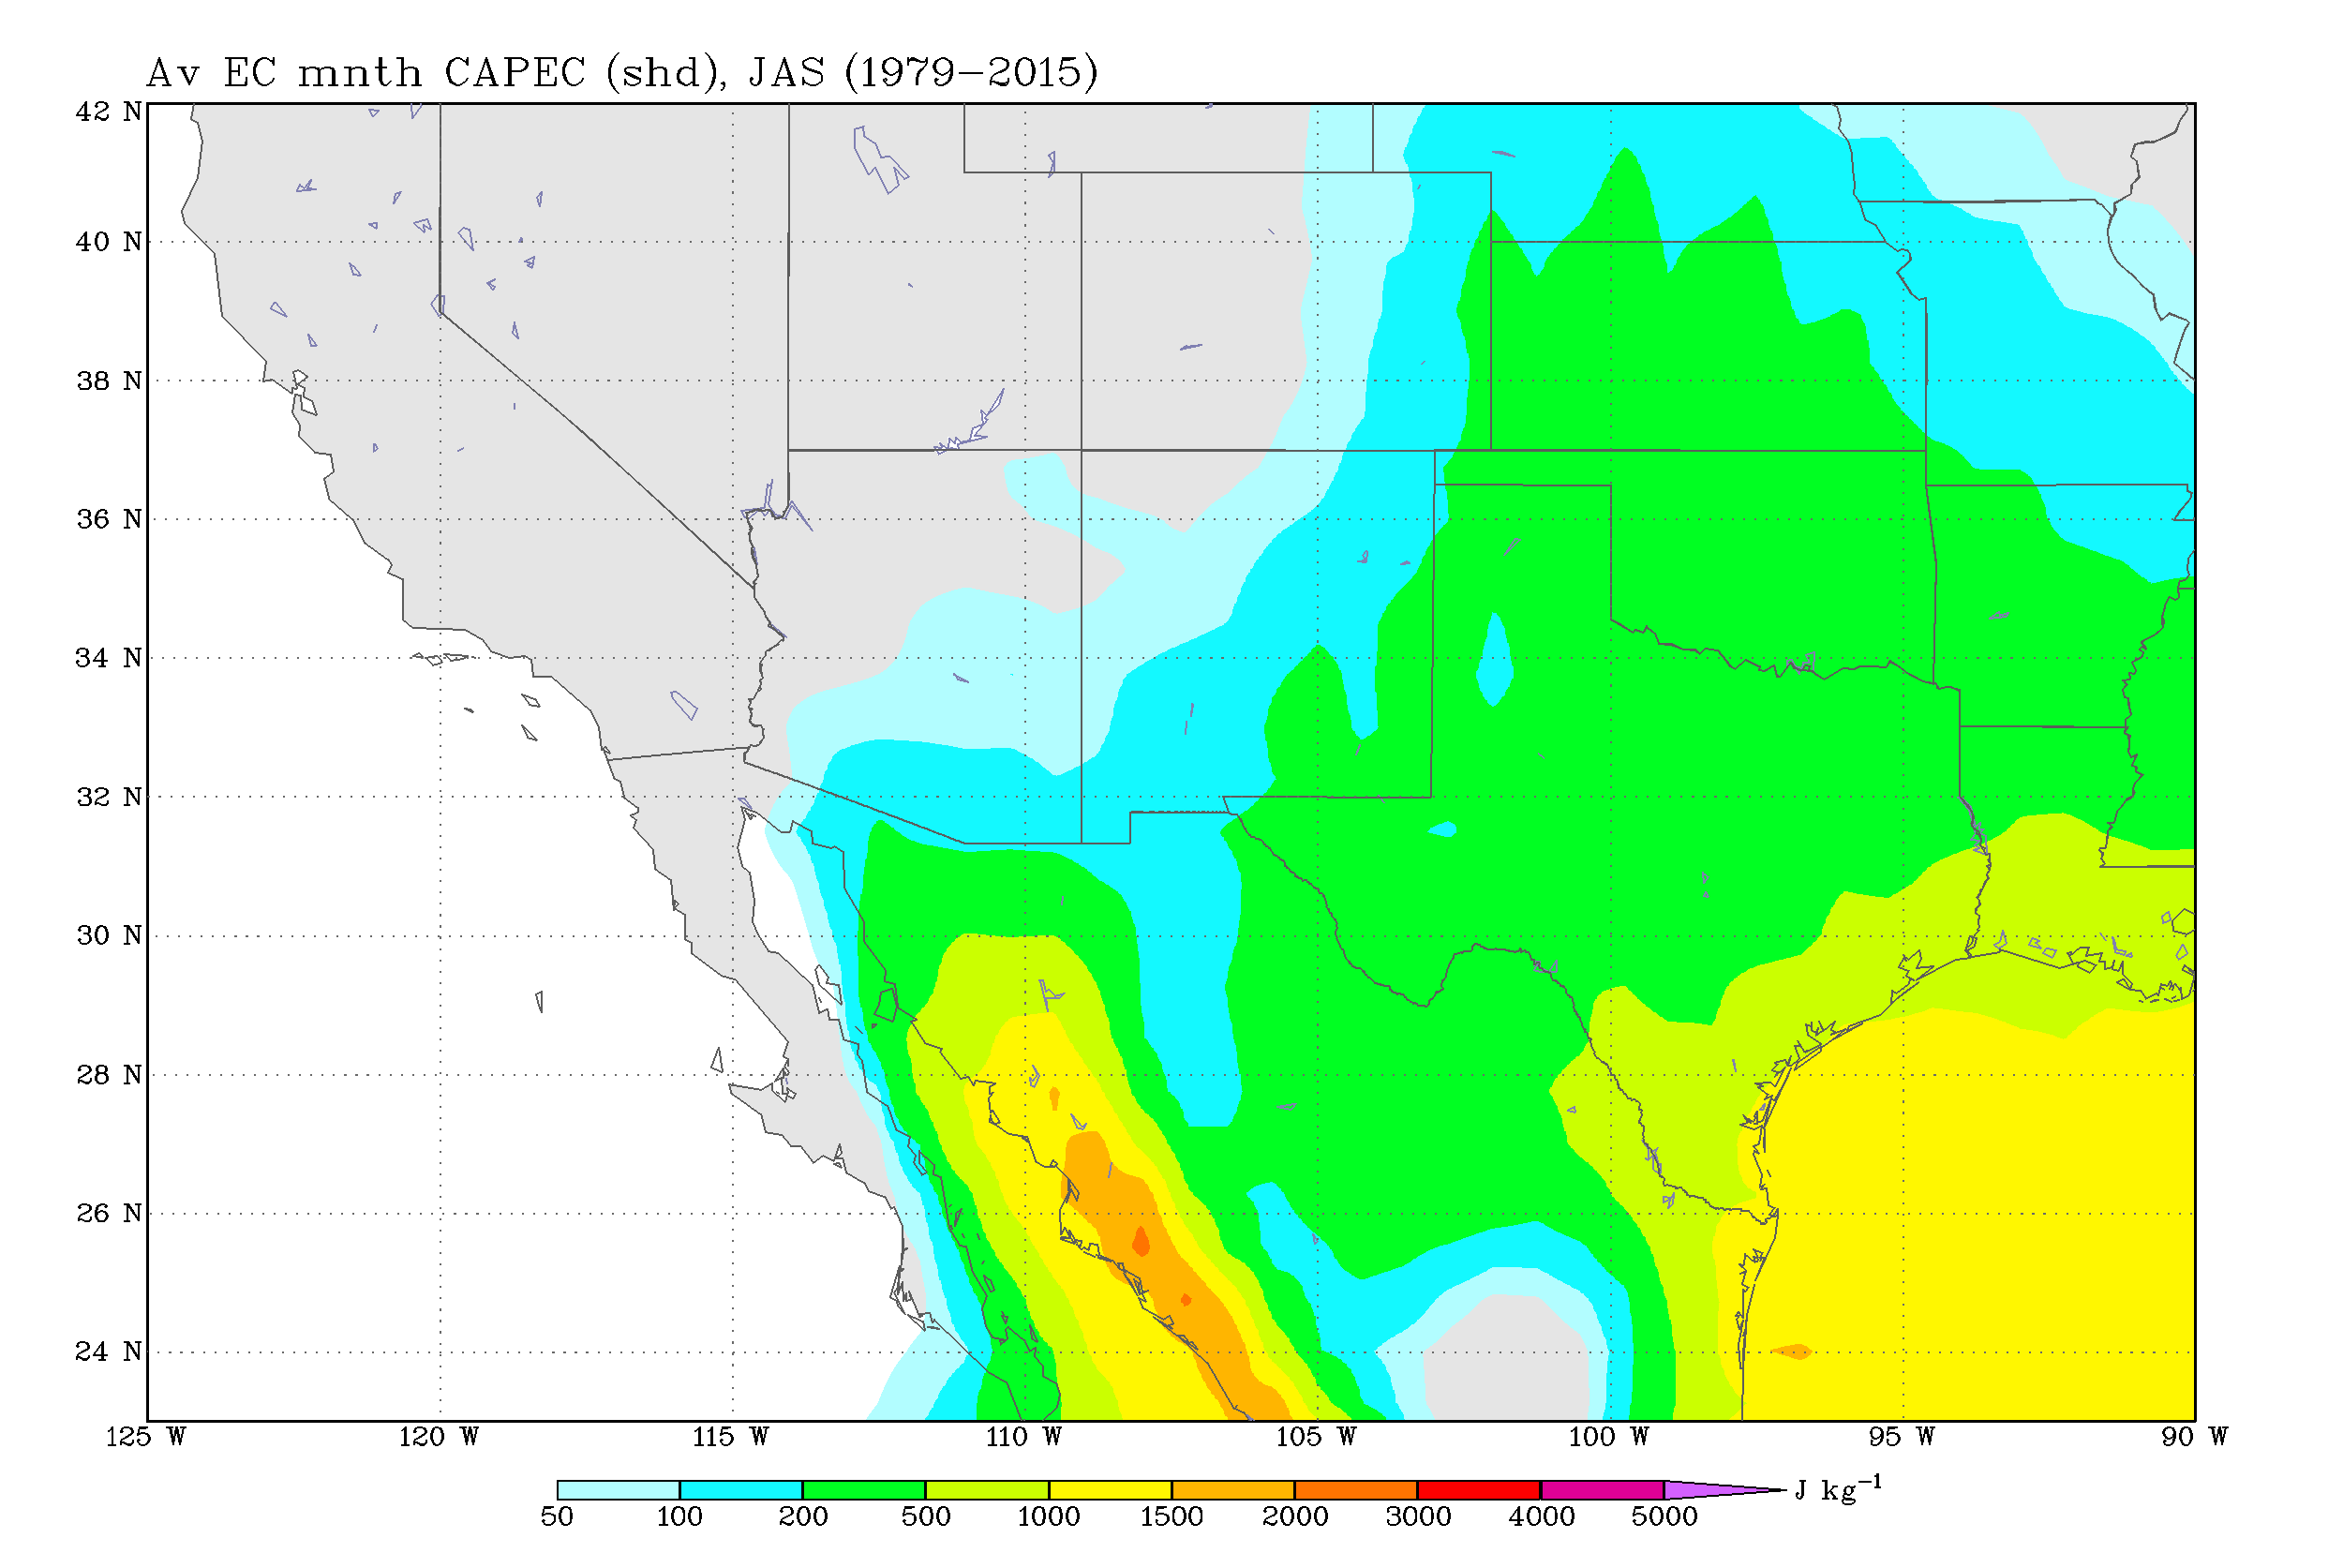 Av EC mnth CAPEC (shd), JAS (1979-2015)
42 N
40 N
38 N
36 N
34 N
32 N
30 N
28 N
26 N
24 N
125 W 120 W 115 W 110 W 105 W 100 W 95 W 90 W
50 100 200 500 1000 1500 2000 3000 4000 5000 J kg⁻¹